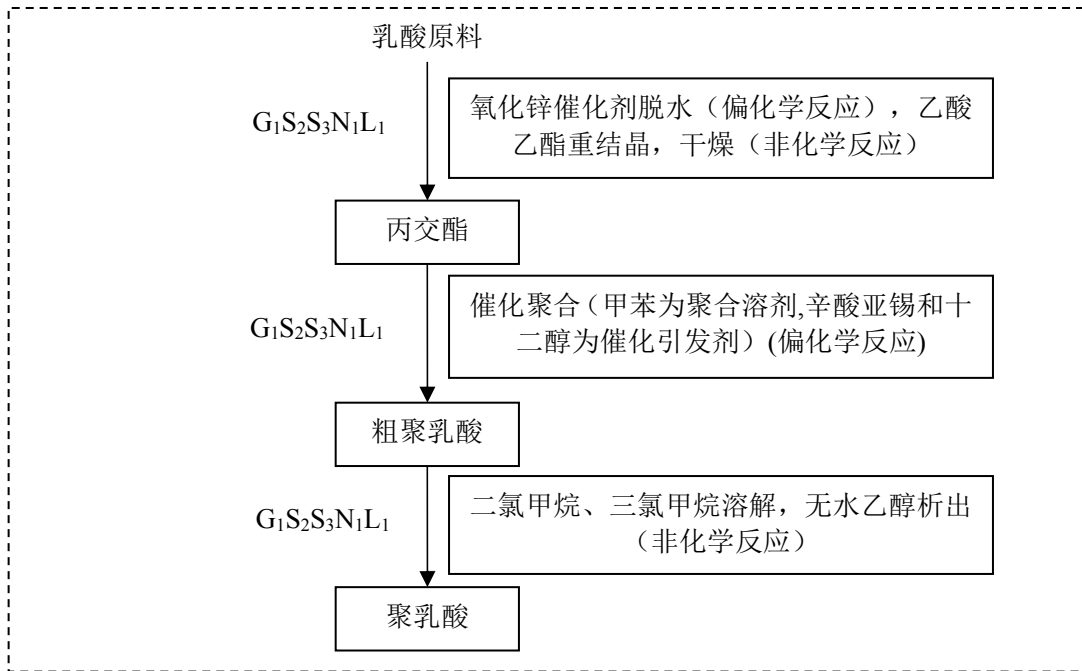 乳酸原料
G₁S₂S₃N₁L₁
氧化锌催化剂脱水（偏化学反应），乙酸
乙酯重结晶，干燥（非化学反应）
丙交酯
G₁S₂S₃N₁L₁
催化聚合（甲苯为聚合溶剂,辛酸亚锡和十
二醇为催化引发剂）(偏化学反应)
粗聚乳酸
G₁S₂S₃N₁L₁
二氯甲烷、三氯甲烷溶解，无水乙醇析出
（非化学反应）
聚乳酸